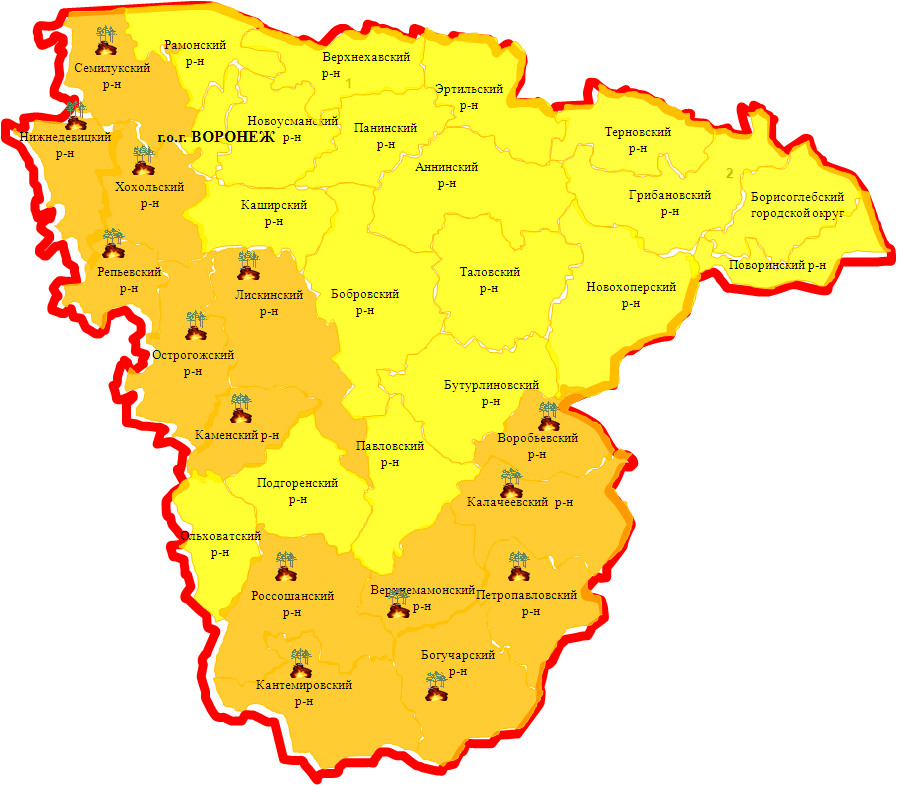 Семилукский
р-н
Рамонский
р-н
Верхнехавский
р-н
1
Эртильский
р-н
Нижнедевицкий
р-н
г.о.г. ВОРОНЕЖ
Новоусманский
р-н
Панинский
р-н
Терновский
р-н
Хохольский
р-н
Аннинский
р-н
2
Грибановский
р-н
Борисоглебский
городской округ
Каширский
р-н
Репьевский
р-н
Лискинский
р-н
Бобровский
р-н
Таловский
р-н
Новохоперский
р-н
Поворинский р-н
Острогожский
р-н
Бутурлиновский
р-н
Каменский р-н
Павловский
р-н
Воробьевский
р-н
Подгоренский
р-н
Калачеевский р-н
Ольховатский
р-н
Россошанский
р-н
Верхнемамонский
р-н
Петропавловский
р-н
Богучарский
р-н
Кантемировский
р-н